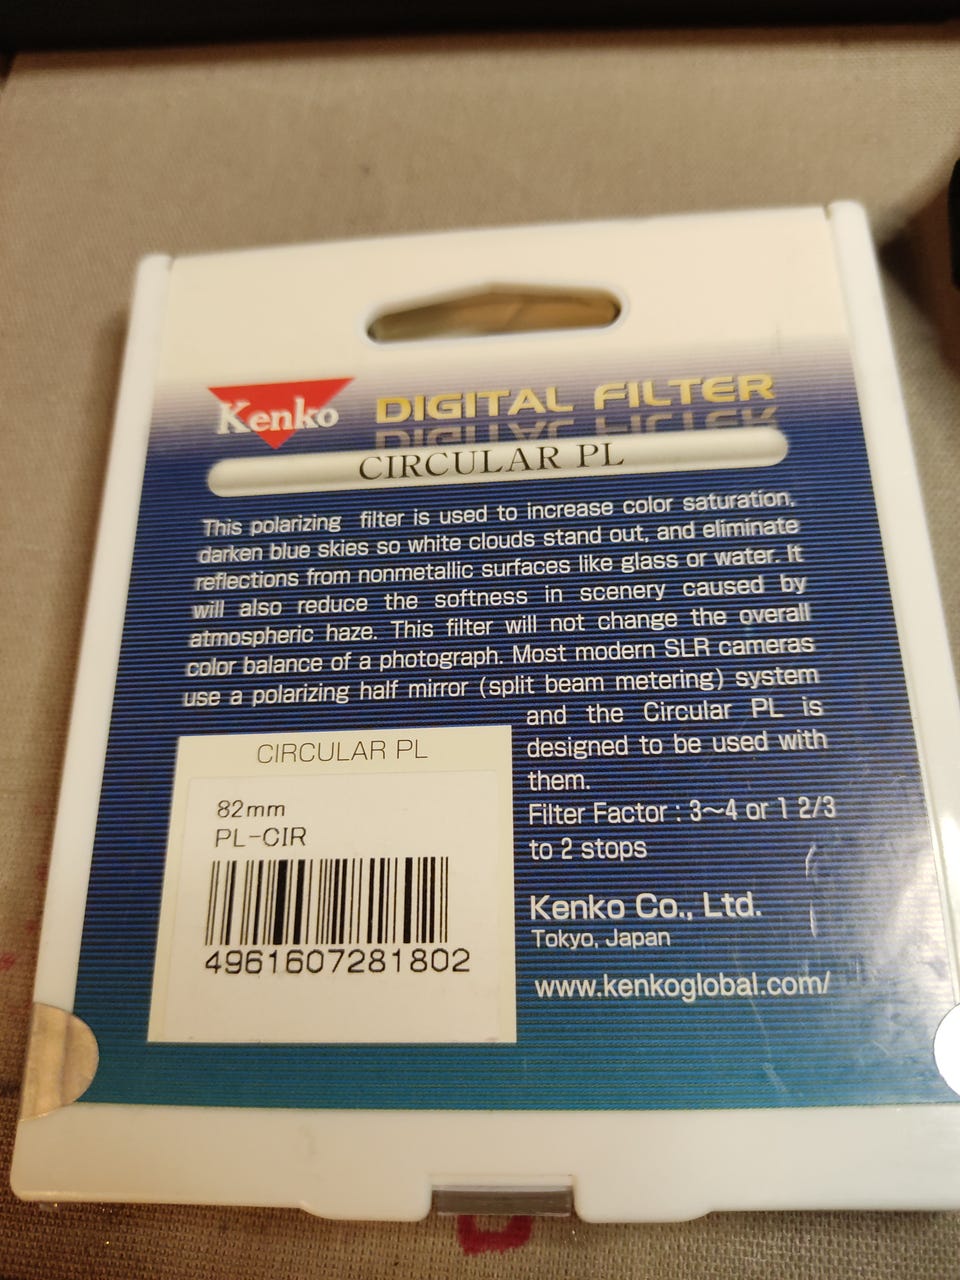 Kenko
DIGITAL FILTER
CIRCULAR PL
This polarizing filter is used to increase color saturation,
darken blue skies so white clouds stand out, and eliminate
reflections from nonmetallic surfaces like glass or water. It
will also reduce the softness in scenery caused by
atmospheric haze. This filter will not change the overall
color balance of a photograph. Most modern SLR cameras
use a polarizing half mirror (split beam metering) system
and the Circular PL is
designed to be used with
them.
Filter Factor : 3~4 or 1 2/3
to 2 stops
CIRCULAR PL
82mm
PL-CIR
4961607281802
Kenko Co., Ltd.
Tokyo, Japan
www.kenkoglobal.com/